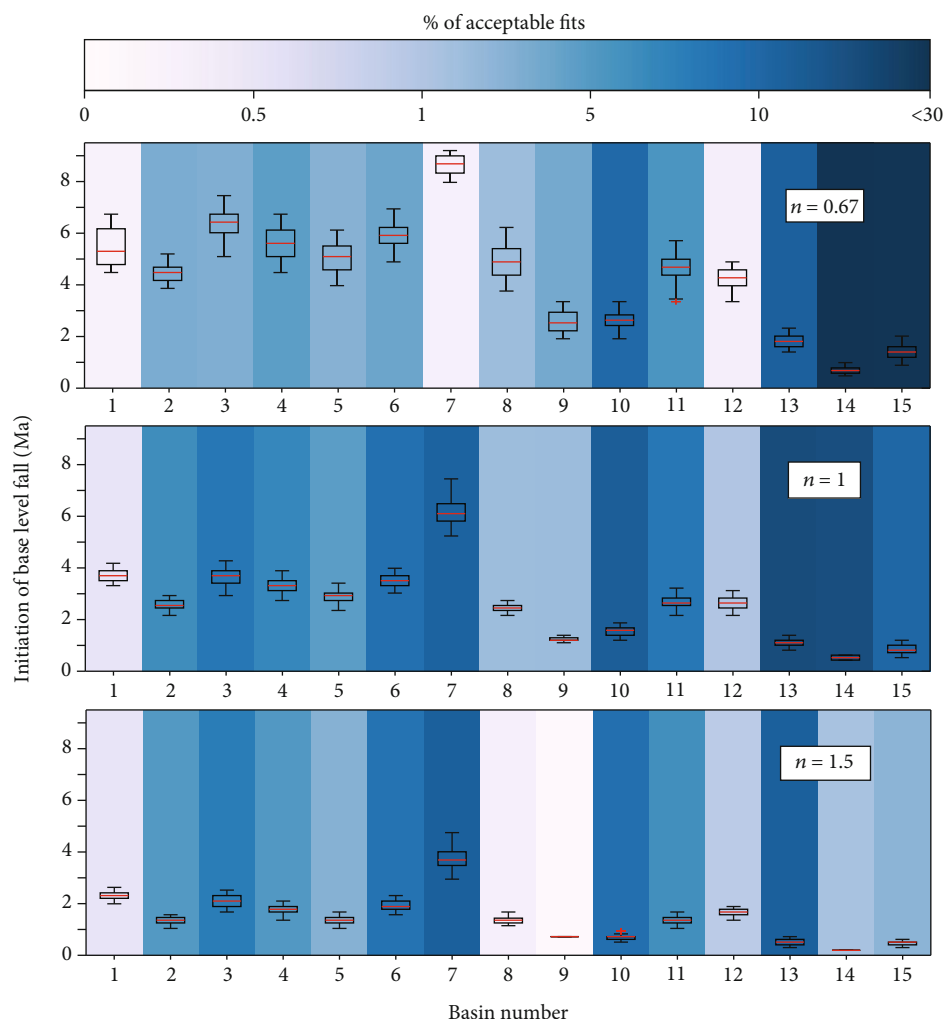 % of acceptable fits
0 0.5 1 5 10 <30
Initiation of base level fall (Ma)
8
6
4
2
0
n = 0.67
1 2 3 4 5 6 7 8 9 10 11 12 13 14 15
8
6
4
2
0
n = 1
1 2 3 4 5 6 7 8 9 10 11 12 13 14 15
8
6
4
2
0
n = 1.5
1 2 3 4 5 6 7 8 9 10 11 12 13 14 15
Basin number